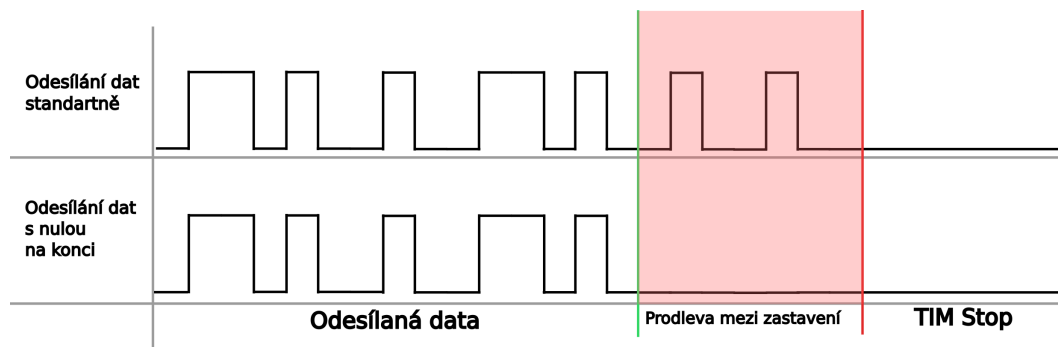 Odesílání dat
standartně
Odesílání dat
s nulou
na konci
Odesílaná data
Prodleva mezi zastavení
TIM Stop